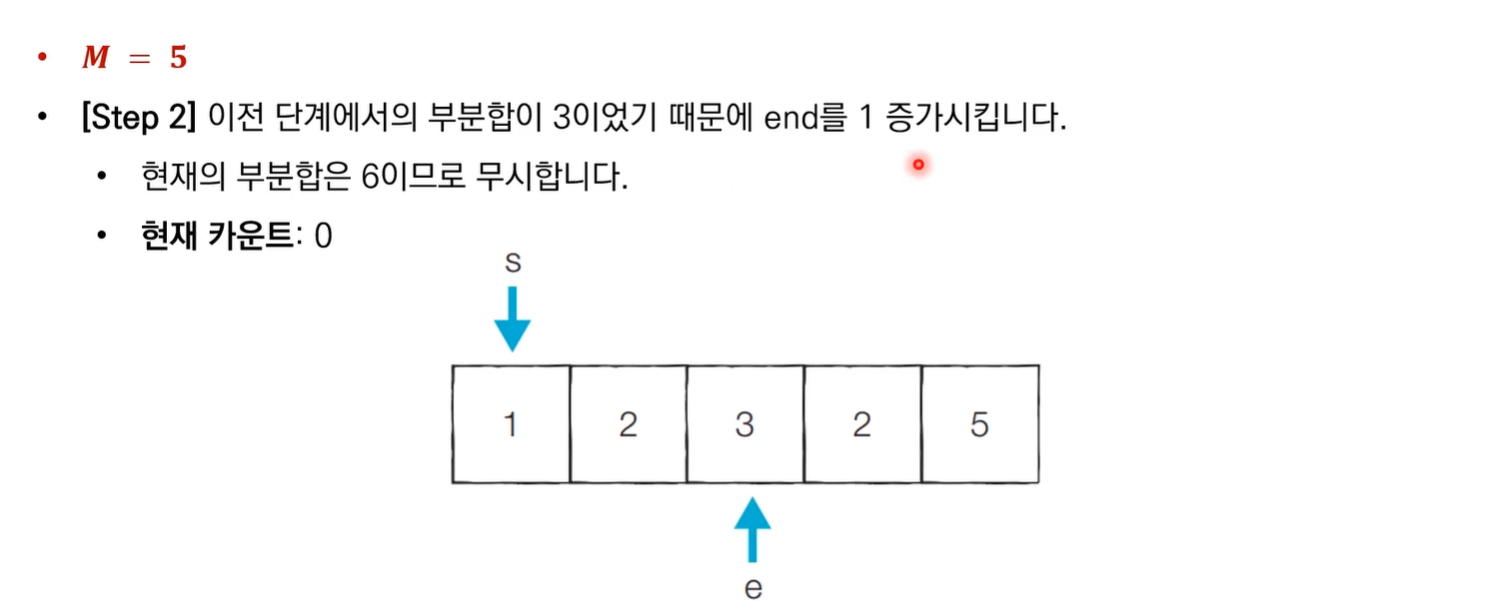 • M = 5
• [Step 2] 이전 단계에서의 부분합이 3이었기 때문에 end를 1 증가시킵니다.
• 현재의 부분합은 6이므로 무시합니다.
• 현재 카운트: 0
s
1 2 3 2 5
e